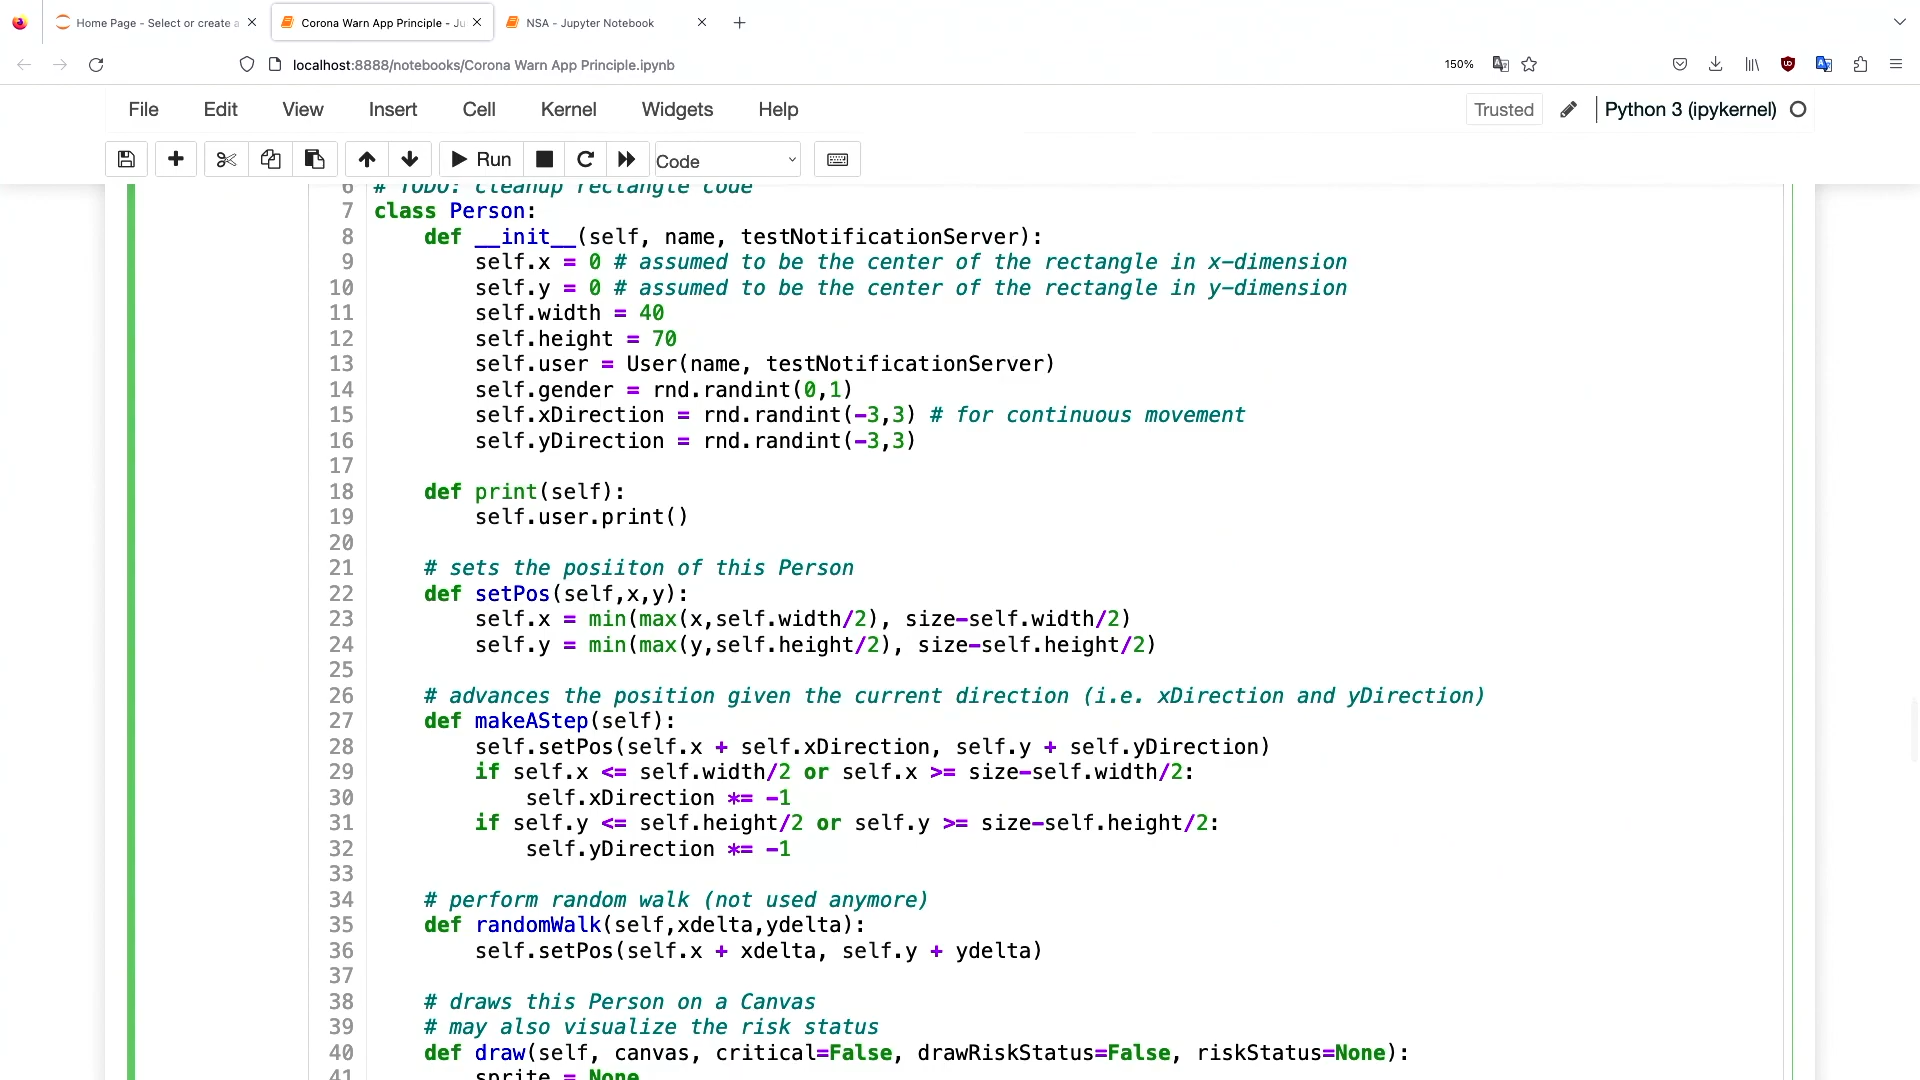 Home Page - Select or create a
Corona Warn App Principle - Ju
NSA - Jupyter Notebook
localhost:8888/notebooks/Corona Warn App Principle.ipynb
150%
File Edit View Insert Cell Kernel Widgets Help
Trusted
Python 3 (ipykernel)
Run
Code
6 # TODO: cleanup rectangle code
7 class Person:
8 def __init__(self, name, testNotificationServer):
9 self.x = 0 # assumed to be the center of the rectangle in x-dimension
10 self.y = 0 # assumed to be the center of the rectangle in y-dimension
11 self.width = 40
12 self.height = 70
13 self.user = User(name, testNotificationServer)
14 self.gender = rnd.randint(0,1)
15 self.xDirection = rnd.randint(-3,3) # for continuous movement
16 self.yDirection = rnd.randint(-3,3)
17
18 def print(self):
19 self.user.print()
20
21 # sets the posiiton of this Person
22 def setPos(self,x,y):
23 self.x = min(max(x,self.width/2), size-self.width/2)
24 self.y = min(max(y,self.height/2), size-self.height/2)
25
26 # advances the position given the current direction (i.e. xDirection and yDirection)
27 def makeAStep(self):
28 self.setPos(self.x + self.xDirection, self.y + self.yDirection)
29 if self.x <= self.width/2 or self.x >= size-self.width/2:
30 self.xDirection *= -1
31 if self.y <= self.height/2 or self.y >= size-self.height/2:
32 self.yDirection *= -1
33
34 # perform random walk (not used anymore)
35 def randomWalk(self,xdelta,ydelta):
36 self.setPos(self.x + xdelta, self.y + ydelta)
37
38 # draws this Person on a Canvas
39 # may also visualize the risk status
40 def draw(self, canvas, critical=False, drawRiskStatus=False, riskStatus=None):
41 sprite = None